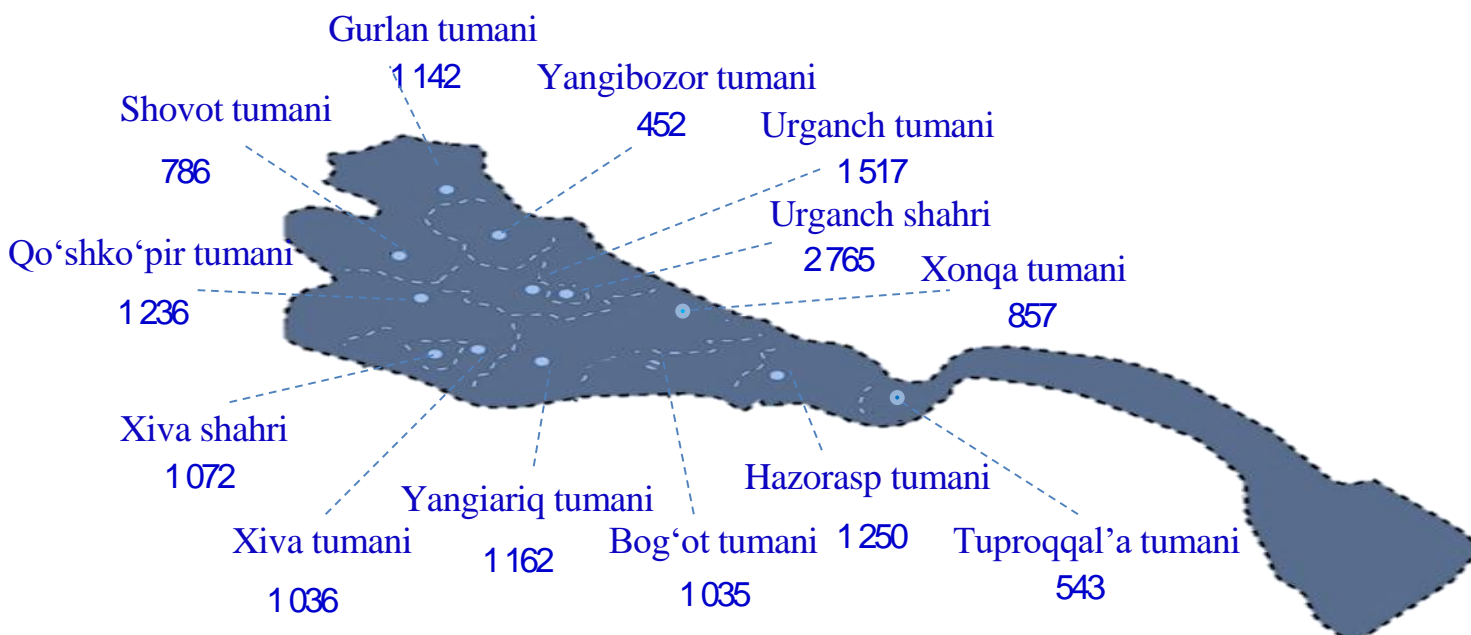 Gurlan tumani
1 142
Yangibozor tumani
452
Shovot tumani
786
Urganch tumani
1 517
Urganch shahri
2 765
Qo‘shko‘pir tumani
1 236
Xonqa tumani
857
Xiva shahri
1 072
Xiva tumani
1 036
Yangiariq tumani
1 162
Bog‘ot tumani
1 035
Hazorasp tumani
1 250
Tuproqqal’a tumani
543